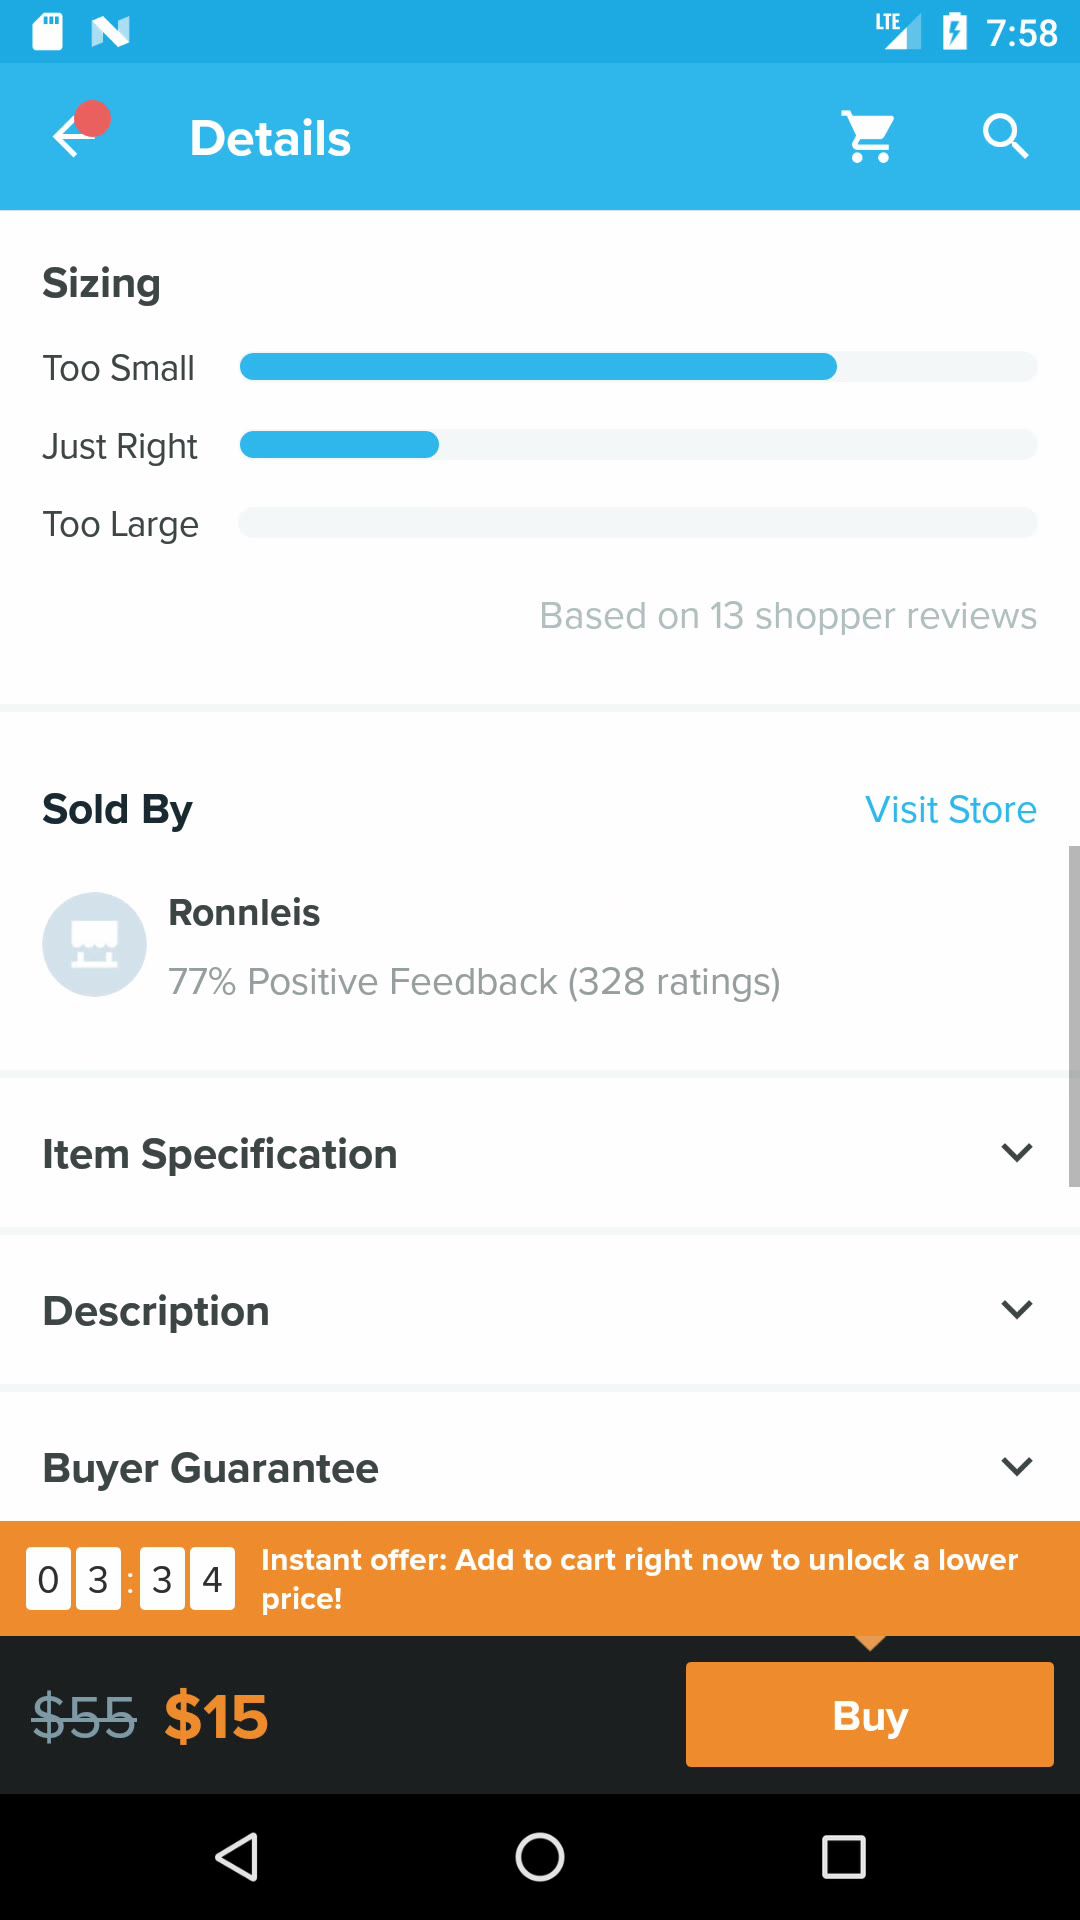 LTE 7:58
Details
Sizing
Too Small
Just Right
Too Large
Based on 13 shopper reviews
Sold By
Visit Store
Ronnleis
77% Positive Feedback (328 ratings)
Item Specification
Description
Buyer Guarantee
0 3 : 3 4
Instant offer: Add to cart right now to unlock a lower
price!
$55 $15
Buy